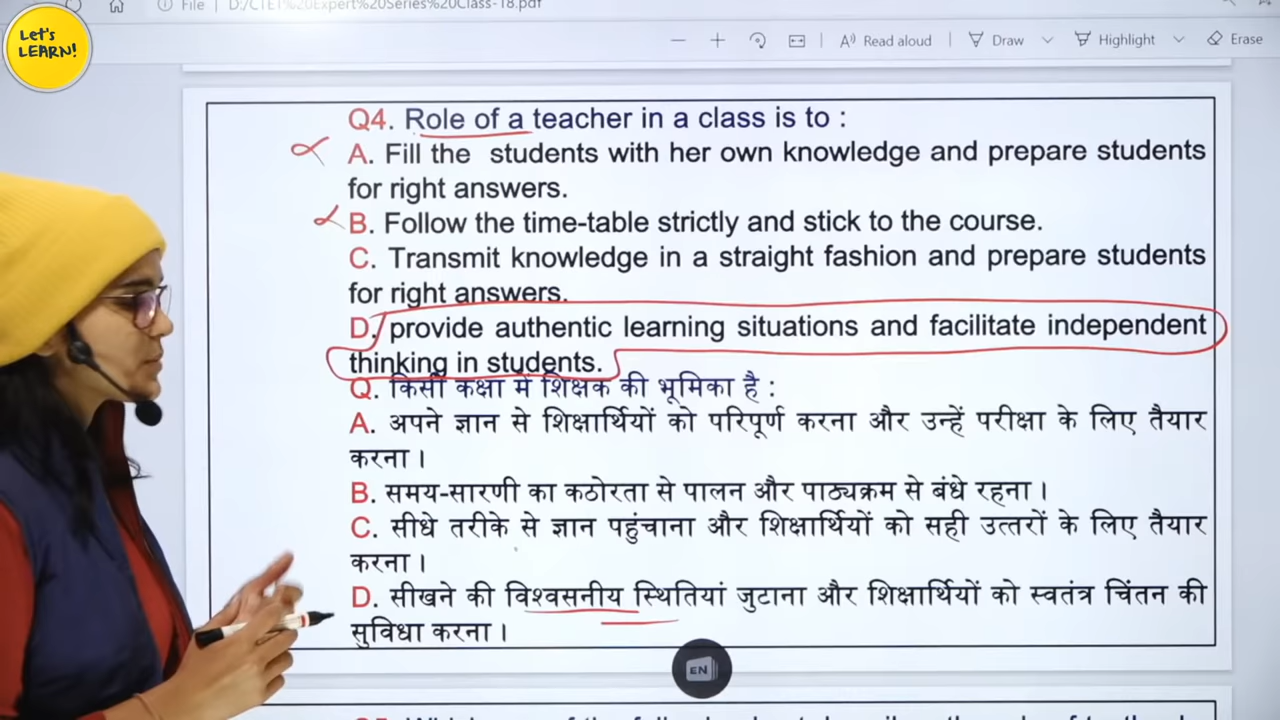 File | D:/CTET%20Expert%20Series%20Class-18.pdf
Let's
LEARN!
Read aloud
Draw
Highlight
Erase
Q4. Role of a teacher in a class is to :
A. Fill the students with her own knowledge and prepare students
for right answers.
B. Follow the time-table strictly and stick to the course.
C. Transmit knowledge in a straight fashion and prepare students
for right answers.
D. provide authentic learning situations and facilitate independent
thinking in students.
Q. किसी कक्षा में शिक्षक की भूमिका है :
A. अपने ज्ञान से शिक्षार्थियों को परिपूर्ण करना और उन्हें परीक्षा के लिए तैयार
करना।
B. समय-सारणी का कठोरता से पालन और पाठ्यक्रम से बंधे रहना।
C. सीधे तरीके से ज्ञान पहुंचाना और शिक्षार्थियों को सही उत्तरों के लिए तैयार
करना।
D. सीखने की विश्वसनीय स्थितियां जुटाना और शिक्षार्थियों को स्वतंत्र चिंतन की
सुविधा करना।
EN